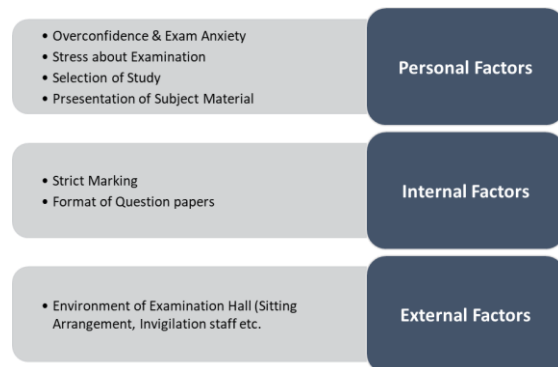 • Overconfidence & Exam Anxiety
• Stress about Examination
• Selection of Study
• Prsesentation of Subject Material
Personal Factors
• Strict Marking
• Format of Question papers
Internal Factors
• Environment of Examination Hall (Sitting
Arrangement, Invigilation staff etc.
External Factors